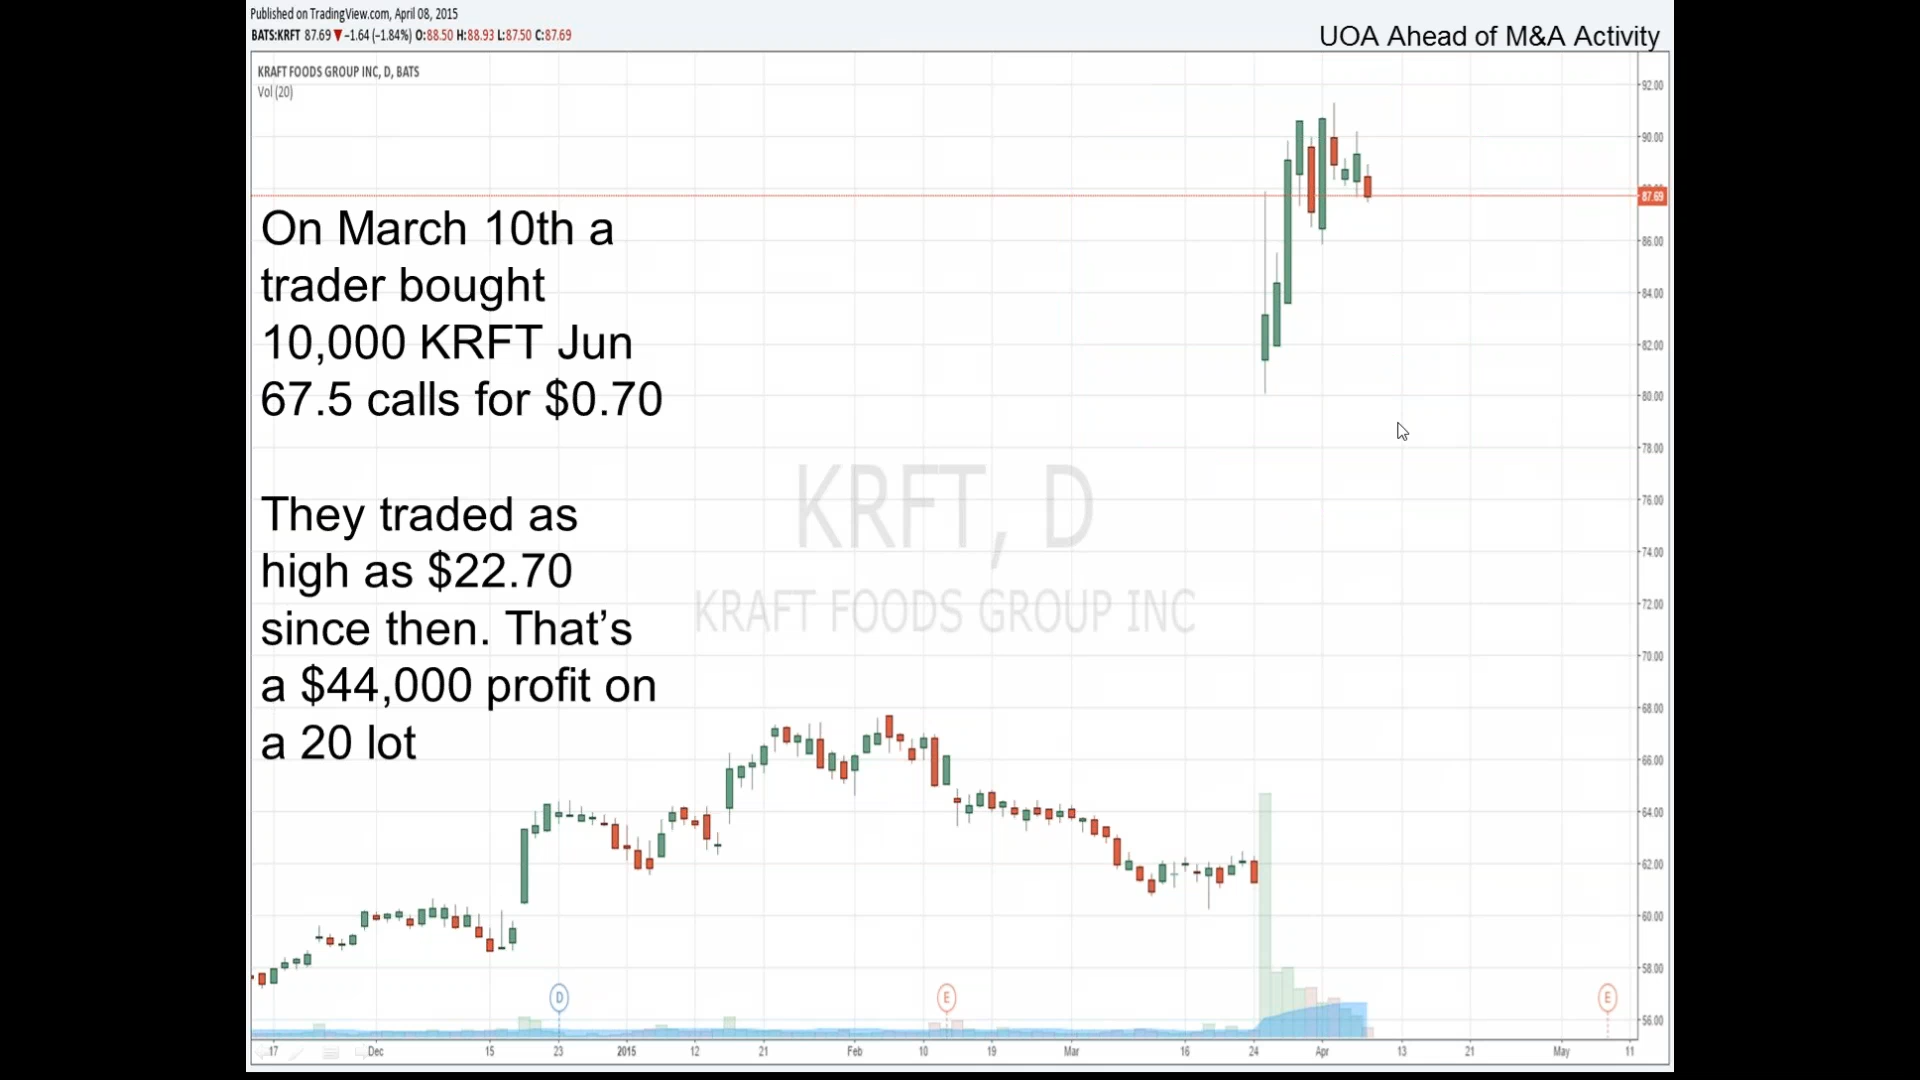 Published on TradingView.com, April 08, 2015
BATS:KRFT 87.69 ▼ −1.64 (−1.84%) O:88.50 H:88.93 L:87.50 C:87.69
UOA Ahead of M&A Activity
KRAFT FOODS GROUP INC, D, BATS
Vol (20)
On March 10th a
trader bought
10,000 KRFT Jun
67.5 calls for $0.70
They traded as
high as $22.70
since then. That’s
a $44,000 profit on
a 20 lot
KRFT, D
KRAFT FOODS GROUP INC
92.00
90.00
87.69
86.00
84.00
82.00
80.00
78.00
76.00
74.00
72.00
70.00
68.00
66.00
64.00
62.00
60.00
58.00
56.00
D E E
17 Dec 15 23 2015 12 21 Feb 10 19 Mar 16 24 Apr 13 21 May 11